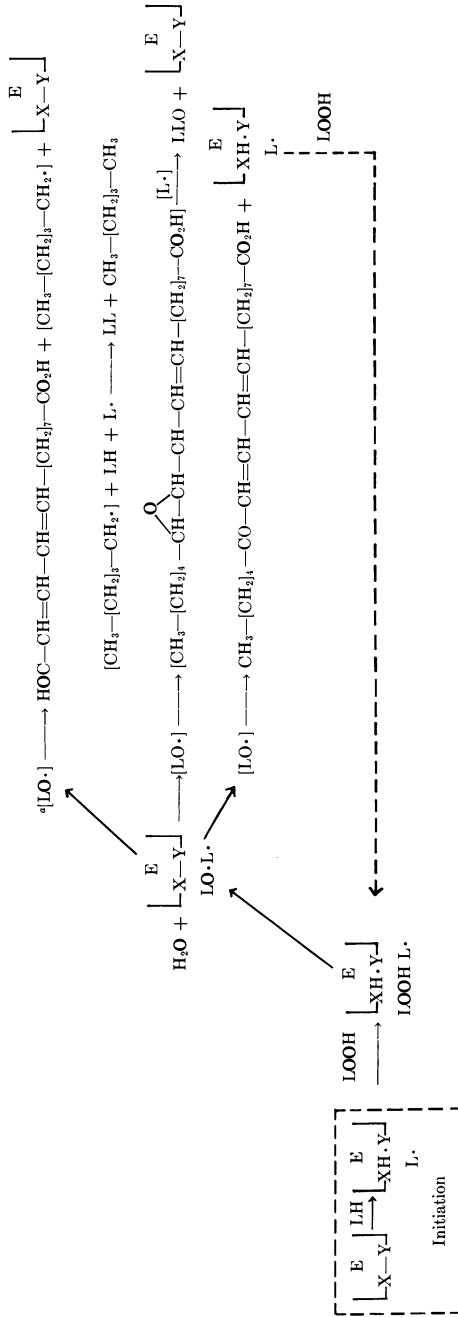 E
ᵃ[LO•] ⟶ HOC—CH=CH—CH=CH—[CH₂]₇—CO₂H + [CH₃—[CH₂]₃—CH₂•] + X—Y
[CH₃—[CH₂]₃—CH₂•] + LH + L• ⟶ LL + CH₃—[CH₂]₃—CH₃
E
O
[L•]
E
H₂O + X—Y ⟶ [LO•] ⟶ [CH₃—[CH₂]₄—CH—CH—CH—CH=CH—[CH₂]₇—CO₂H] ⟶ LLO + X—Y
LO•L•
E
[LO•] ⟶ CH₃—[CH₂]₄—CO—CH=CH—CH=CH—[CH₂]₇—CO₂H + XH•Y
L•
LOOH
E LH E LOOH E
X—Y ⟶ XH•Y ⟶ XH•Y
L• LOOH L•
Initiation